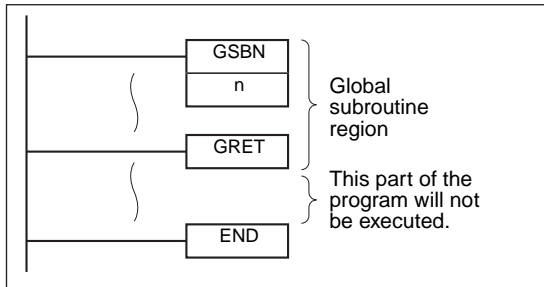 GSBN
n
Global
subroutine
region
GRET
This part of the
program will not
be executed.
END